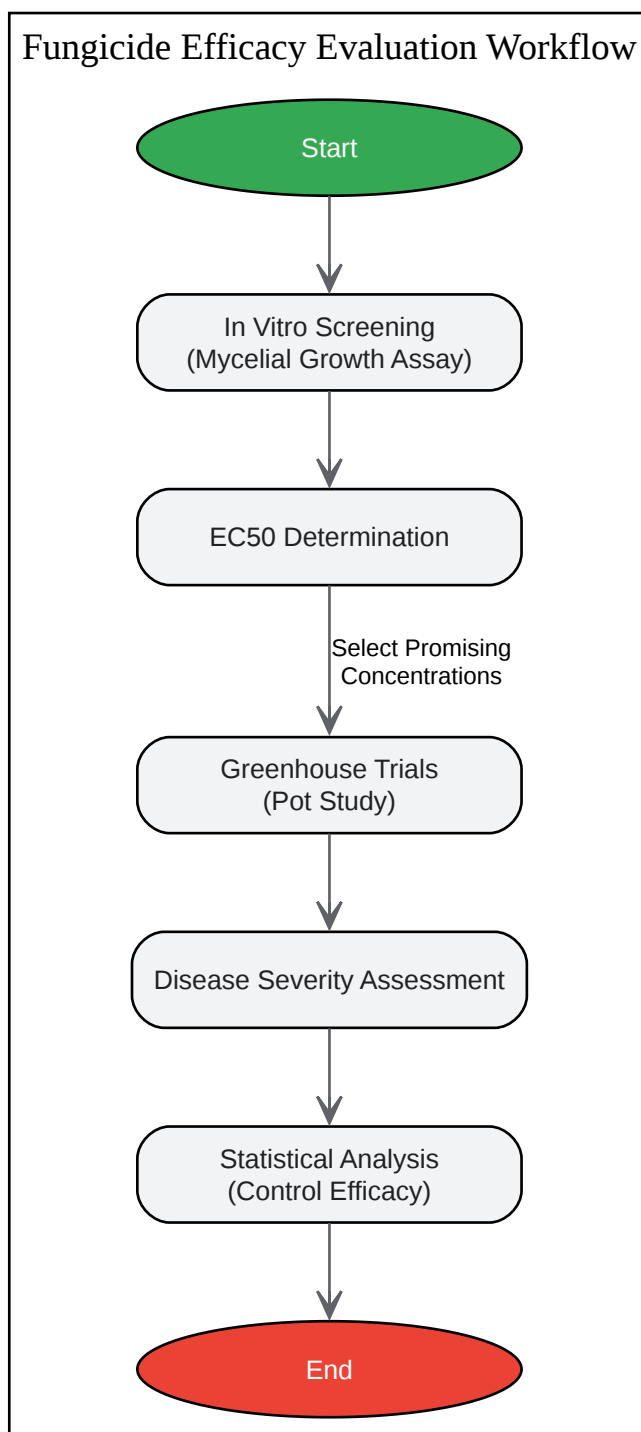 Fungicide Efficacy Evaluation Workflow
Start
In Vitro Screening
(Mycelial Growth Assay)
EC50 Determination
Select Promising
Concentrations
Greenhouse Trials
(Pot Study)
Disease Severity Assessment
Statistical Analysis
(Control Efficacy)
End